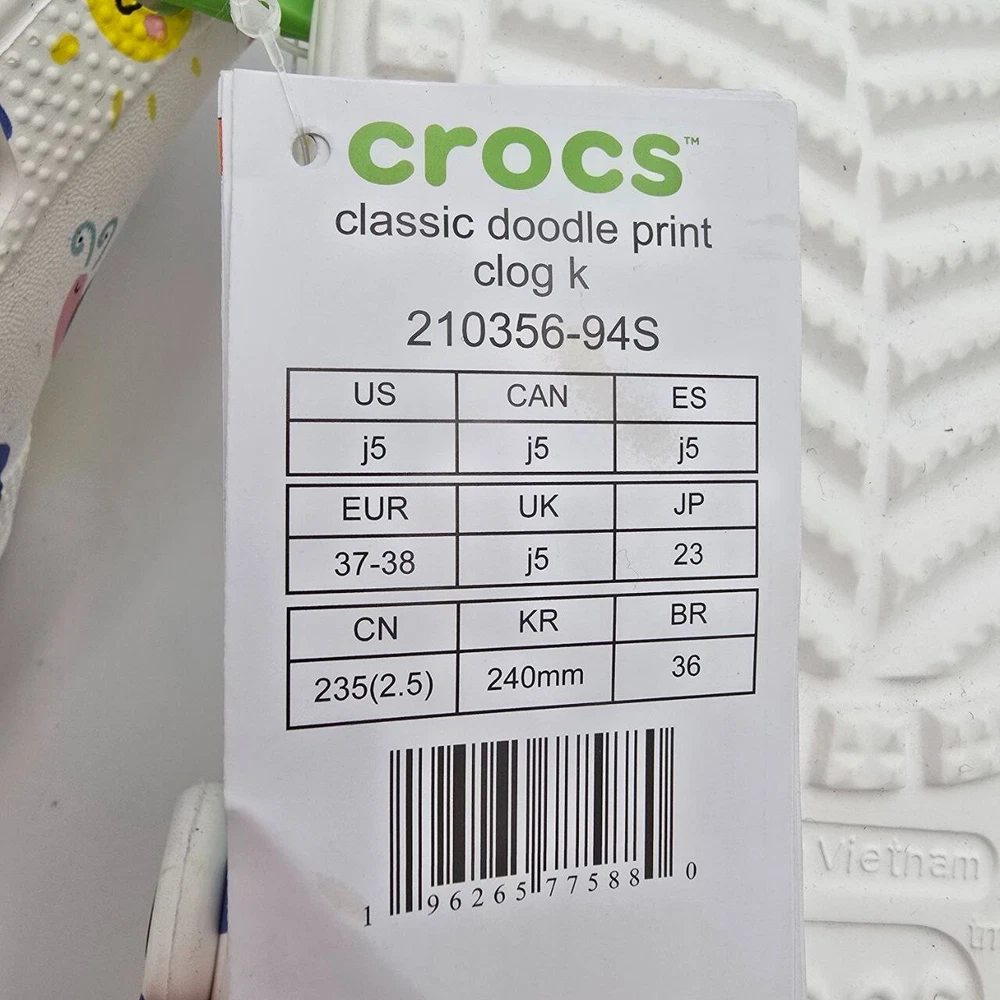 crocs™
classic doodle print
clog k
210356-94S
US CAN ES
j5 j5 j5
EUR UK JP
37-38 j5 23
CN KR BR
235(2.5) 240mm 36
1 96265 77588 0
Vietnam